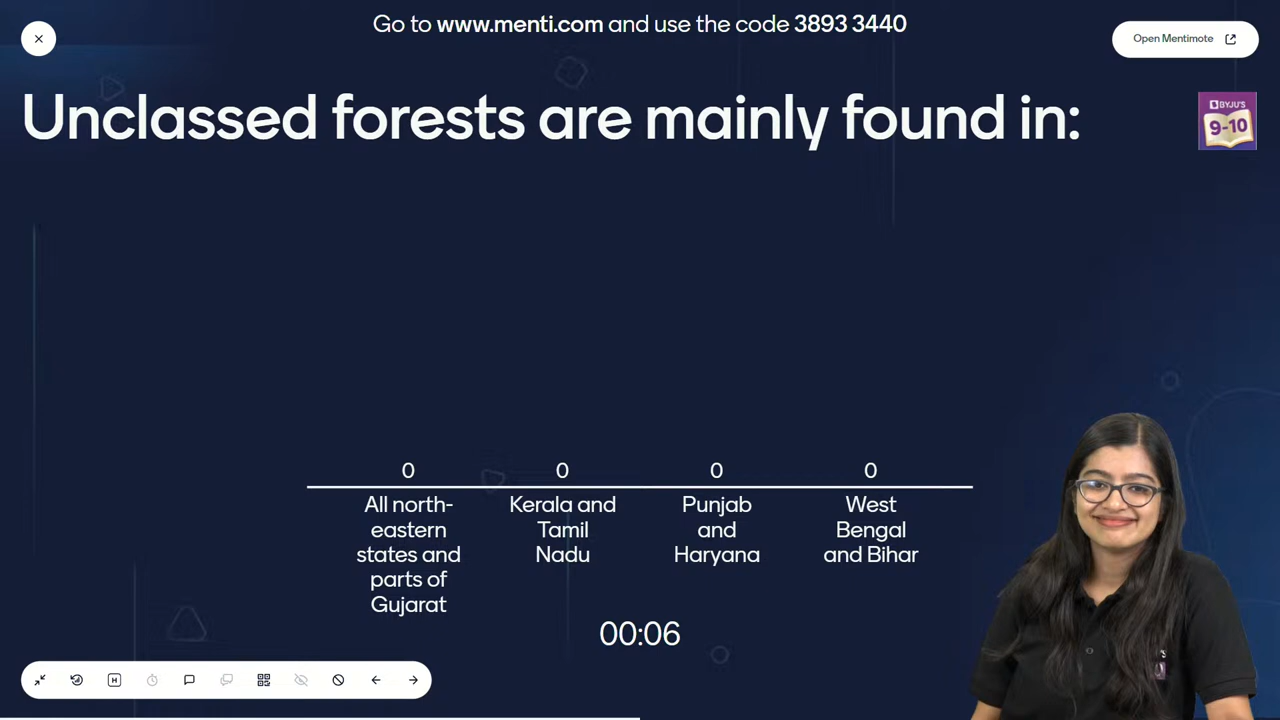 Go to www.menti.com and use the code 3893 3440
Open Mentimote
Unclassed forests are mainly found in:
BYJU'S
9-10
0
0
0
0
All north-
eastern
states and
parts of
Gujarat
Kerala and
Tamil
Nadu
Punjab
and
Haryana
West
Bengal
and Bihar
00:06
H